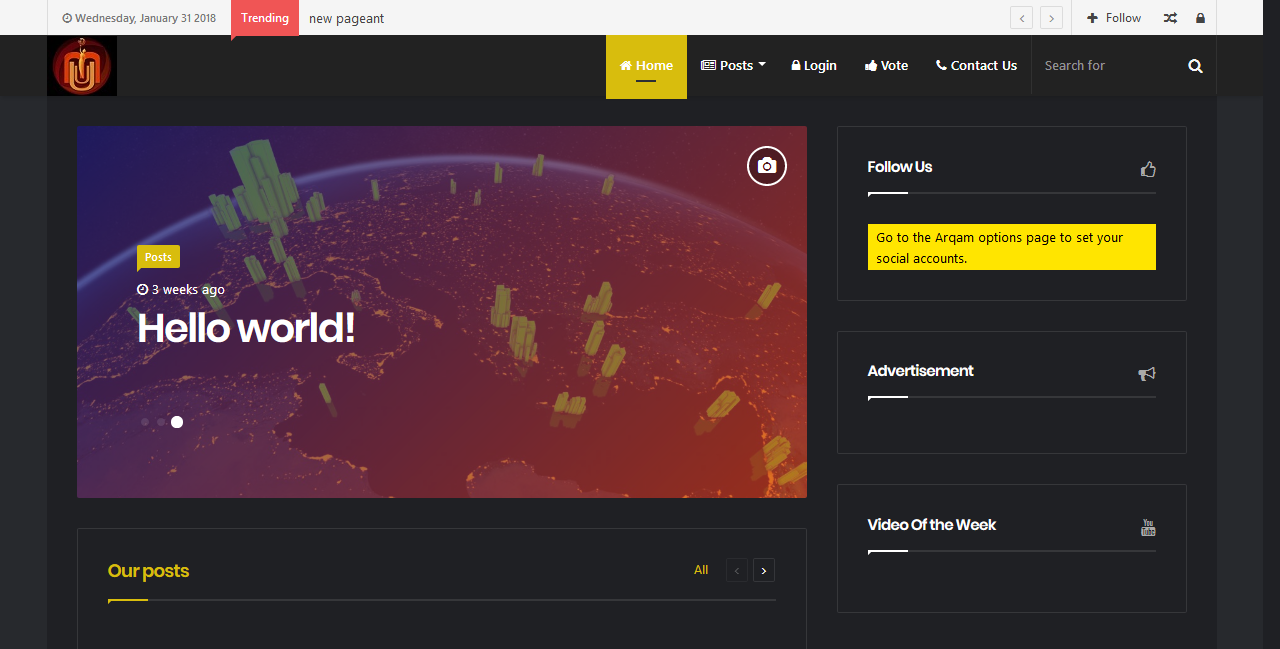 Wednesday, January 31 2018
Trending
new pageant
Follow
Home
Posts
Login
Vote
Contact Us
Search for
Posts
3 weeks ago
Hello world!
Follow Us
Go to the Arqam options page to set your
social accounts.
Advertisement
Video Of the Week
You
Tube
Our posts
All